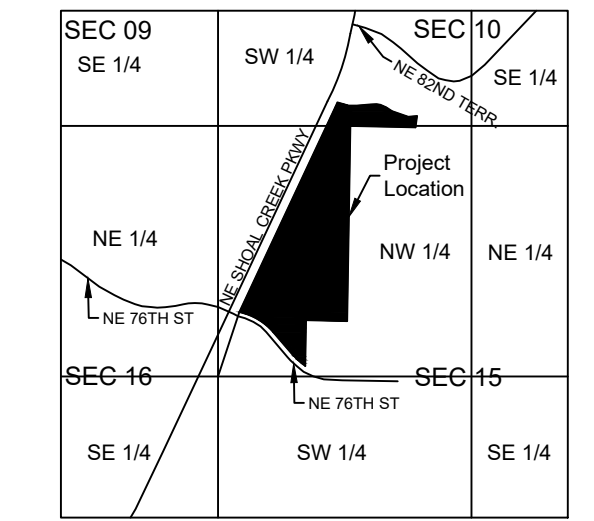 SEC 09
SE 1/4
SW 1/4
SEC 10
SE 1/4
NE 82ND TERR.
NE SHOAL CREEK PKWY
Project
Location
NE 1/4
NW 1/4
NE 1/4
NE 76TH ST
SEC 16
SEC 15
NE 76TH ST
SE 1/4
SW 1/4
SE 1/4